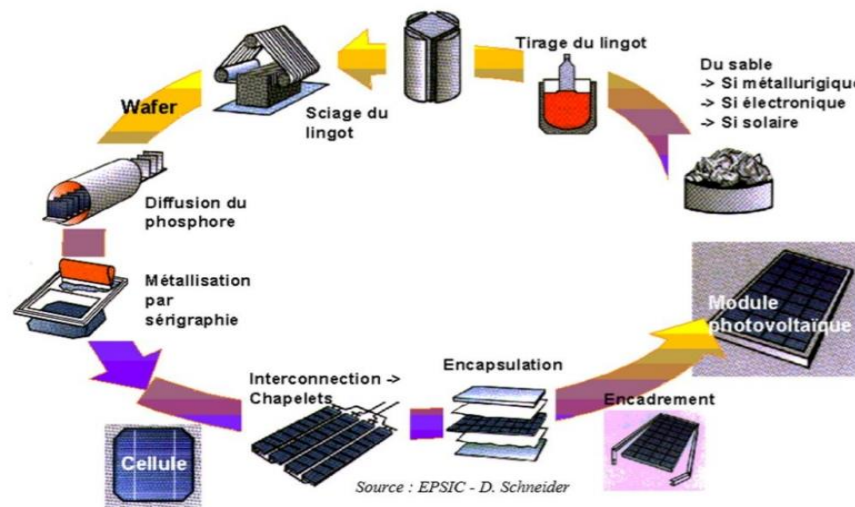 Du sable
-> Si métallurigique
-> Si électronique
-> Si solaire
Tirage du lingot
Sciage du
lingot
Wafer
Diffusion du
phosphore
Métallisation
par
sérigraphie
Cellule
Interconnection ->
Chapelets
Encapsulation
Encadrement
Module
photovoltaïque
Source : EPSIC - D. Schneider